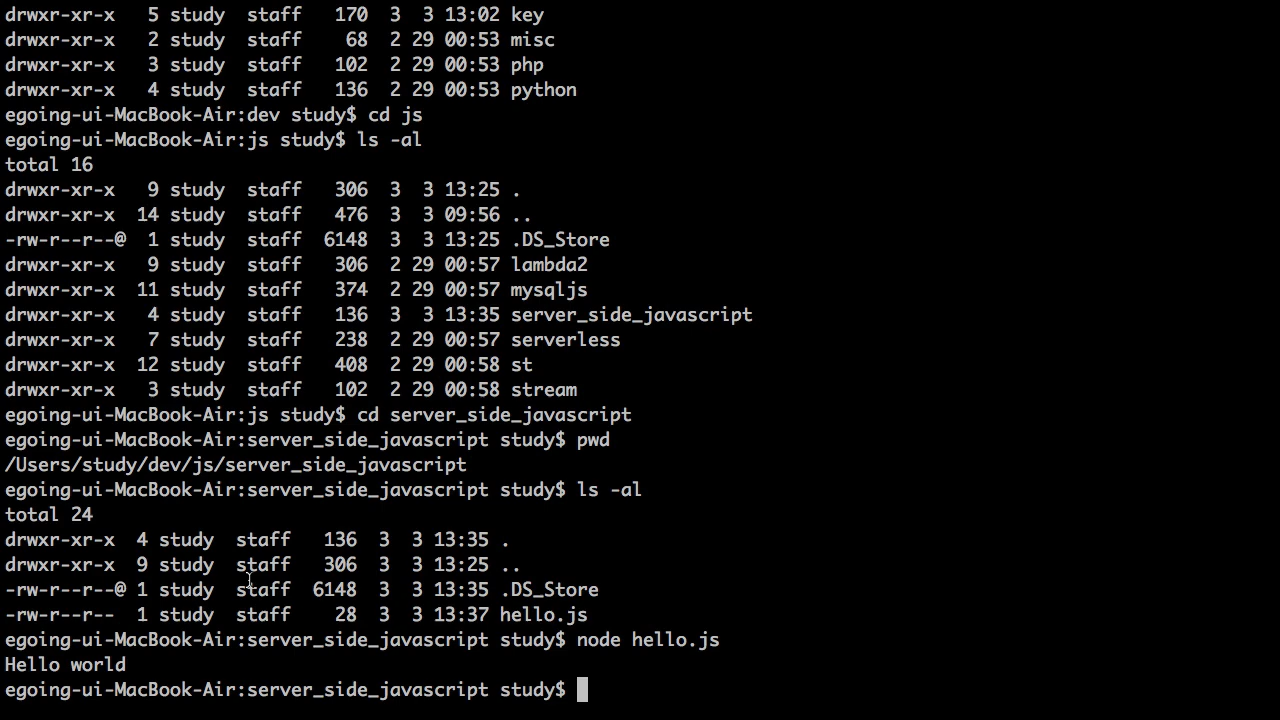 drwxr-xr-x   5 study  staff   170  3  3 13:02 key
drwxr-xr-x   2 study  staff    68  2 29 00:53 misc
drwxr-xr-x   3 study  staff   102  2 29 00:53 php
drwxr-xr-x   4 study  staff   136  2 29 00:53 python
egoing-ui-MacBook-Air:dev study$ cd js
egoing-ui-MacBook-Air:js study$ ls -al
total 16
drwxr-xr-x   9 study  staff   306  3  3 13:25 .
drwxr-xr-x  14 study  staff   476  3  3 09:56 ..
-rw-r--r--@  1 study  staff  6148  3  3 13:25 .DS_Store
drwxr-xr-x   9 study  staff   306  2 29 00:57 lambda2
drwxr-xr-x  11 study  staff   374  2 29 00:57 mysqljs
drwxr-xr-x   4 study  staff   136  3  3 13:35 server_side_javascript
drwxr-xr-x   7 study  staff   238  2 29 00:57 serverless
drwxr-xr-x  12 study  staff   408  2 29 00:58 st
drwxr-xr-x   3 study  staff   102  2 29 00:58 stream
egoing-ui-MacBook-Air:js study$ cd server_side_javascript
egoing-ui-MacBook-Air:server_side_javascript study$ pwd
/Users/study/dev/js/server_side_javascript
egoing-ui-MacBook-Air:server_side_javascript study$ ls -al
total 24
drwxr-xr-x  4 study  staff   136  3  3 13:35 .
drwxr-xr-x  9 study  staff   306  3  3 13:25 ..
-rw-r--r--@ 1 study  staff  6148  3  3 13:35 .DS_Store
-rw-r--r--  1 study  staff    28  3  3 13:37 hello.js
egoing-ui-MacBook-Air:server_side_javascript study$ node hello.js
Hello world
egoing-ui-MacBook-Air:server_side_javascript study$